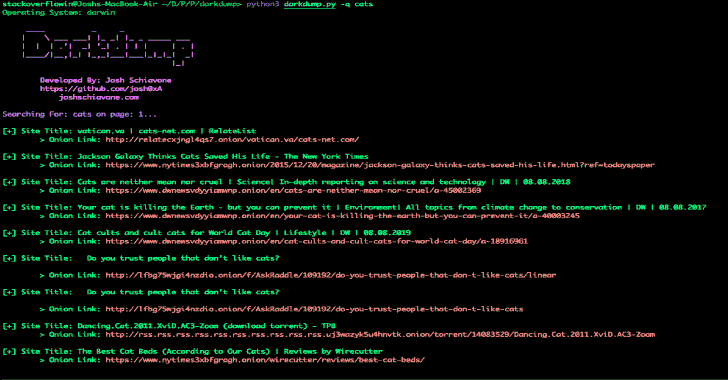 stackoverflowin@Joshs-MacBook-Air ~/D/P/P/darkdump> python3 darkdump.py -q cats
Operating System: darwin
Darkdump
Developed By: Josh Schiavone
https://github.com/josh0xA
joshschiavone.com
Searching For: cats on page: 1...
[+] Site Title: vatican.va | cats-net.com | RelateList
> Onion Link: http://relatecxjngl4qs7.onion/vatican.va/cats-net.com/
[+] Site Title: Jackson Galaxy Thinks Cats Saved His Life - The New York Times
> Onion Link: https://www.nytimes3xbfgragh.onion/2015/12/20/magazine/jackson-galaxy-thinks-cats-saved-his-life.html?ref=todayspaper
[+] Site Title: Cats are neither mean nor cruel | Science| In-depth reporting on science and technology | DW | 08.08.2018
> Onion Link: https://www.dwnewsvdyyiamwnp.onion/en/cats-are-neither-mean-nor-cruel/a-45002369
[+] Site Title: Your cat is killing the Earth - but you can prevent it | Environment| All topics from climate change to conservation | DW | 08.08.2017
> Onion Link: https://www.dwnewsvdyyiamwnp.onion/en/your-cat-is-killing-the-earth-but-you-can-prevent-it/a-40003245
[+] Site Title: Cat cults and cult cats for World Cat Day | Lifestyle | DW | 08.08.2019
> Onion Link: https://www.dwnewsvdyyiamwnp.onion/en/cat-cults-and-cult-cats-for-world-cat-day/a-18916961
[+] Site Title: Do you trust people that don't like cats?
> Onion Link: http://lfbg75wjgi4nzdio.onion/f/AskRaddle/109192/do-you-trust-people-that-don-t-like-cats/linear
[+] Site Title: Do you trust people that don't like cats?
> Onion Link: http://lfbg75wjgi4nzdio.onion/f/AskRaddle/109192/do-you-trust-people-that-don-t-like-cats
[+] Site Title: Dancing.Cat.2011.XviD.AC3-Zoom (download torrent) - TPB
> Onion Link: http://rss.rss.rss.rss.rss.rss.rss.rss.uj3wazyk5u4hnvtk.onion/torrent/14083529/Dancing.Cat.2011.XviD.AC3-Zoom
[+] Site Title: The Best Cat Beds (According to Our Cats) | Reviews by Wirecutter
> Onion Link: https://www.nytimes3xbfgragh.onion/wirecutter/reviews/best-cat-beds/